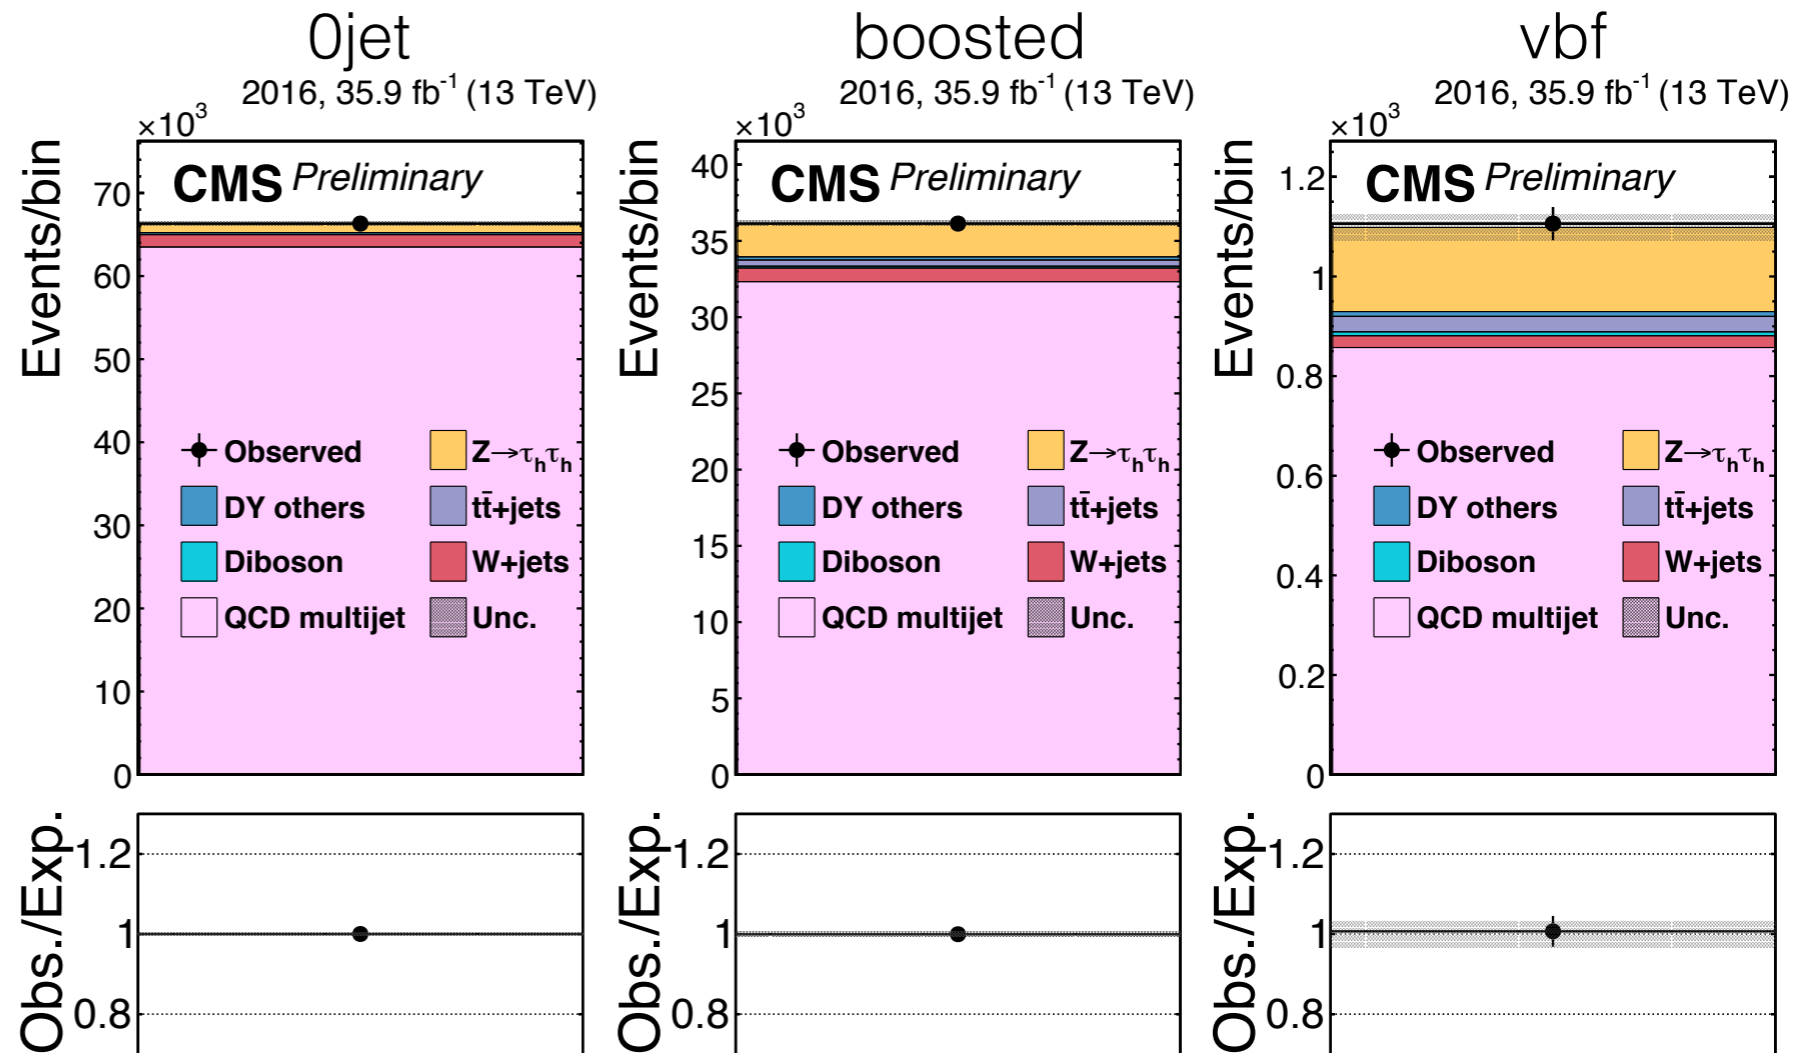 0jet
2016, 35.9 fb⁻¹ (13 TeV)
×10³
CMS Preliminary
Events/bin
70
60
50
40
30
20
10
0
Observed
Z→τₕτₕ
DY others
tt̄+jets
Diboson
W+jets
QCD multijet
Unc.
Obs./Exp.
1.2
1
0.8
boosted
2016, 35.9 fb⁻¹ (13 TeV)
×10³
CMS Preliminary
Events/bin
40
35
30
25
20
15
10
5
0
Observed
Z→τₕτₕ
DY others
tt̄+jets
Diboson
W+jets
QCD multijet
Unc.
Obs./Exp.
1.2
1
0.8
vbf
2016, 35.9 fb⁻¹ (13 TeV)
×10³
CMS Preliminary
Events/bin
1.2
1
0.8
0.6
0.4
0.2
0
Observed
Z→τₕτₕ
DY others
tt̄+jets
Diboson
W+jets
QCD multijet
Unc.
Obs./Exp.
1.2
1
0.8